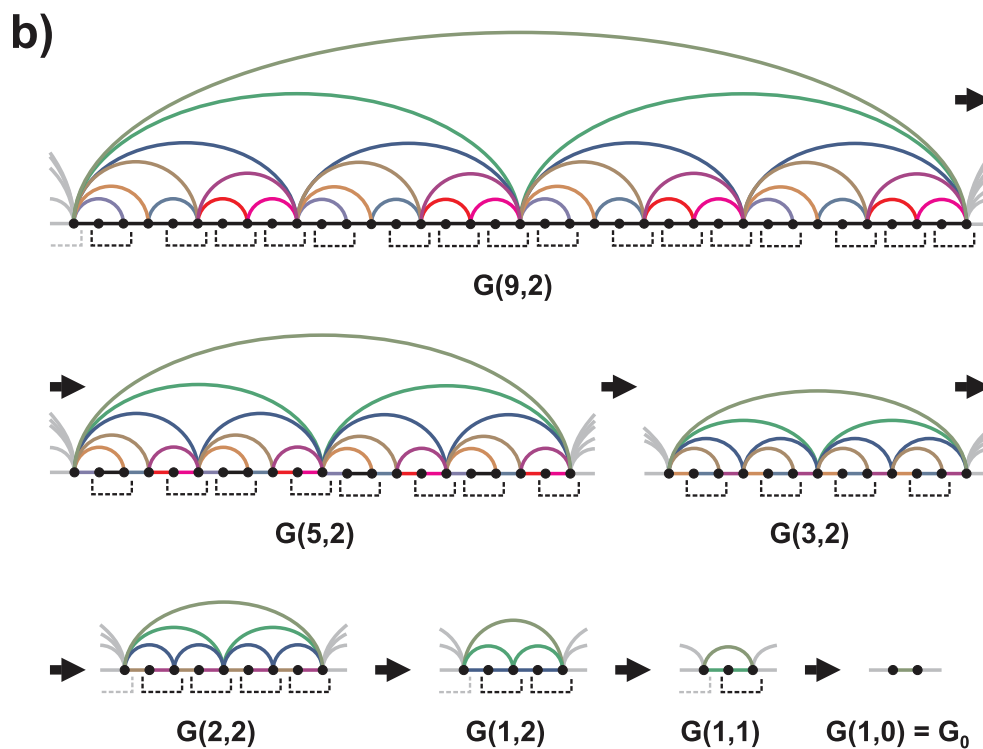 b)
G(9,2)
G(5,2)
G(3,2)
G(2,2)
G(1,2)
G(1,1)
G(1,0) = G₀